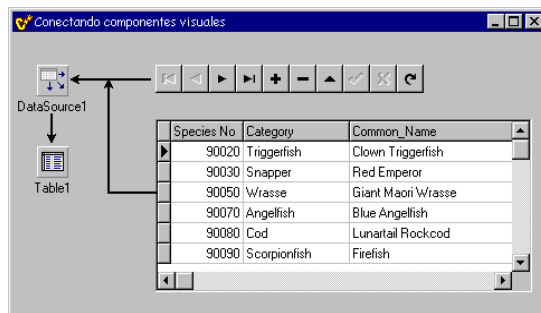 Conectando componentes visuales
DataSource1
Table1
Species No Category Common_Name
90020 Triggerfish Clown Triggerfish
90030 Snapper Red Emperor
90050 Wrasse Giant Maori Wrasse
90070 Angelfish Blue Angelfish
90080 Cod Lunartail Rockcod
90090 Scorpionfish Firefish